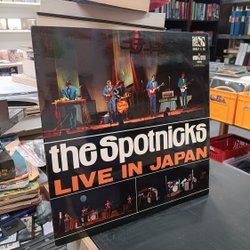 the Spotnicks
LIVE IN JAPAN